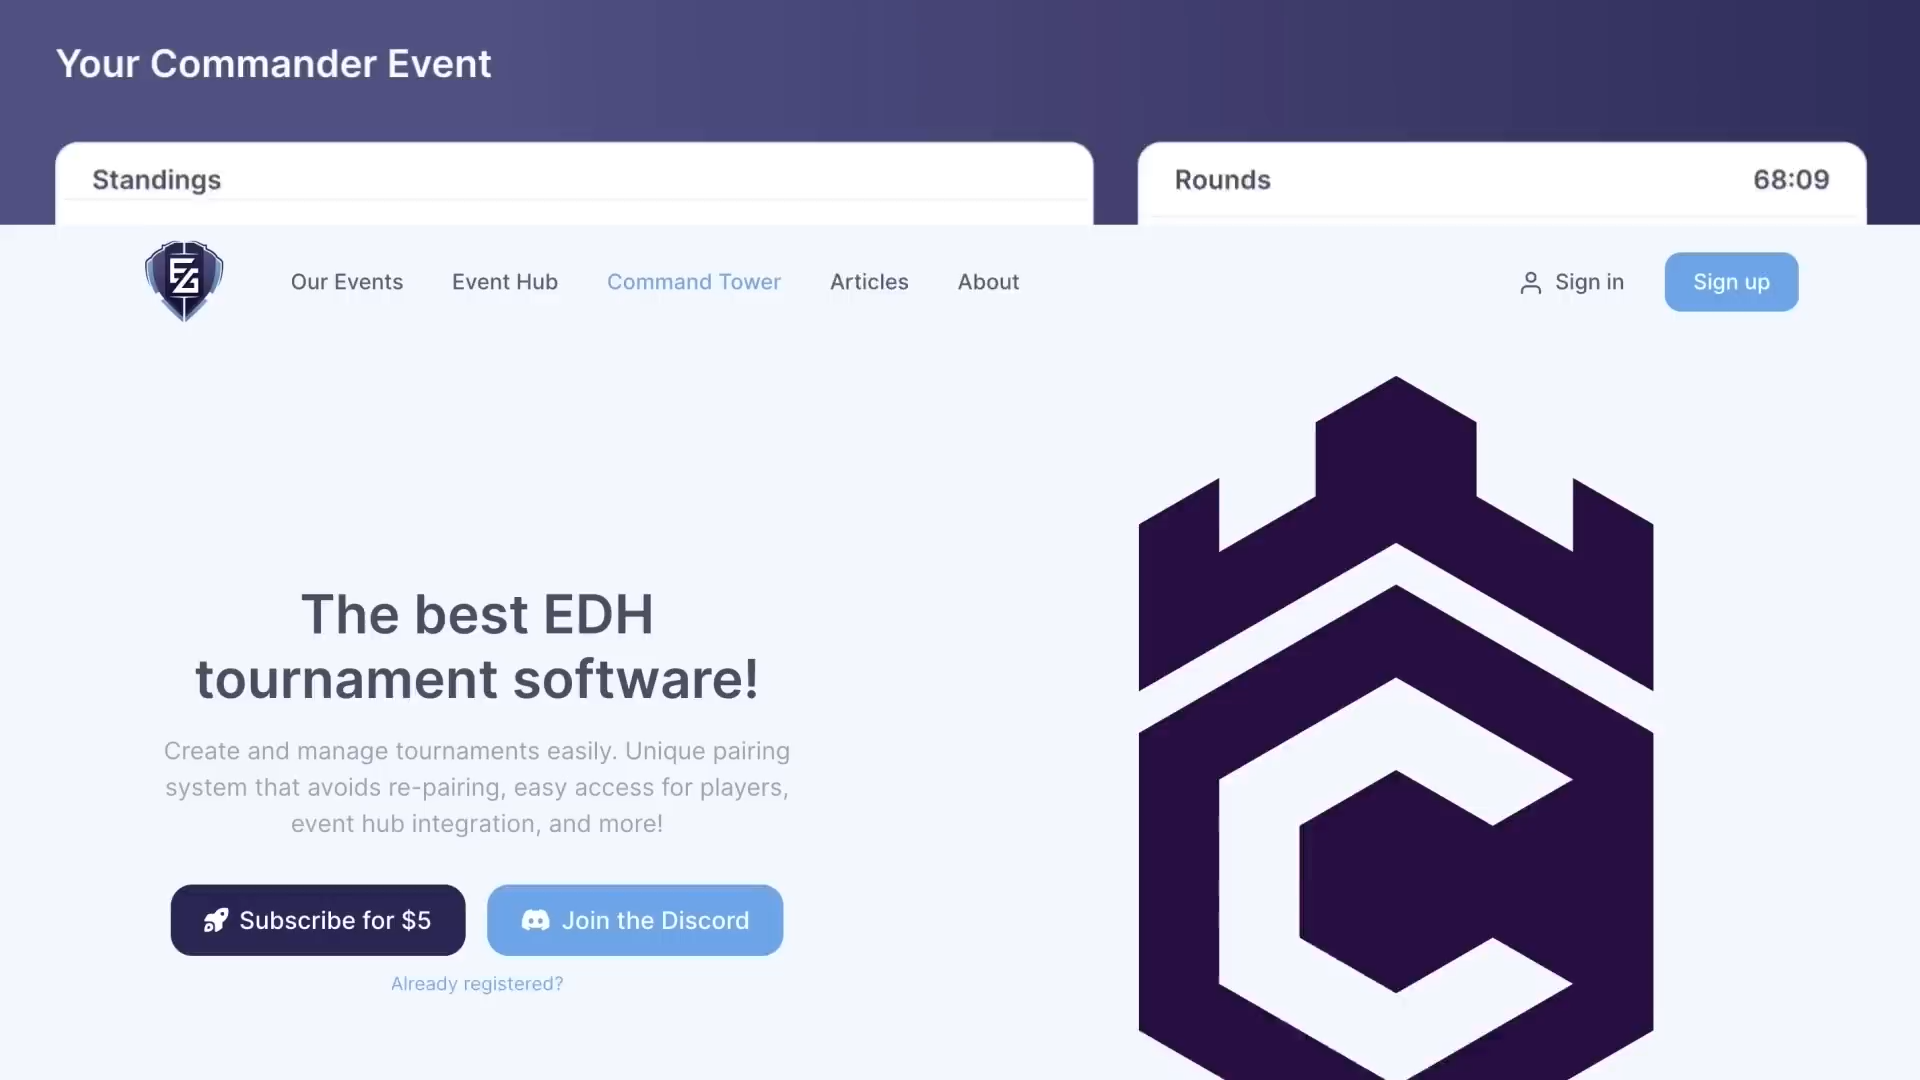 Your Commander Event
Standings
Rounds
68:09
EG
Our Events
Event Hub
Command Tower
Articles
About
Sign in
Sign up
The best EDH
tournament software!
Create and manage tournaments easily. Unique pairing
system that avoids re-pairing, easy access for players,
event hub integration, and more!
Subscribe for $5
Join the Discord
Already registered?